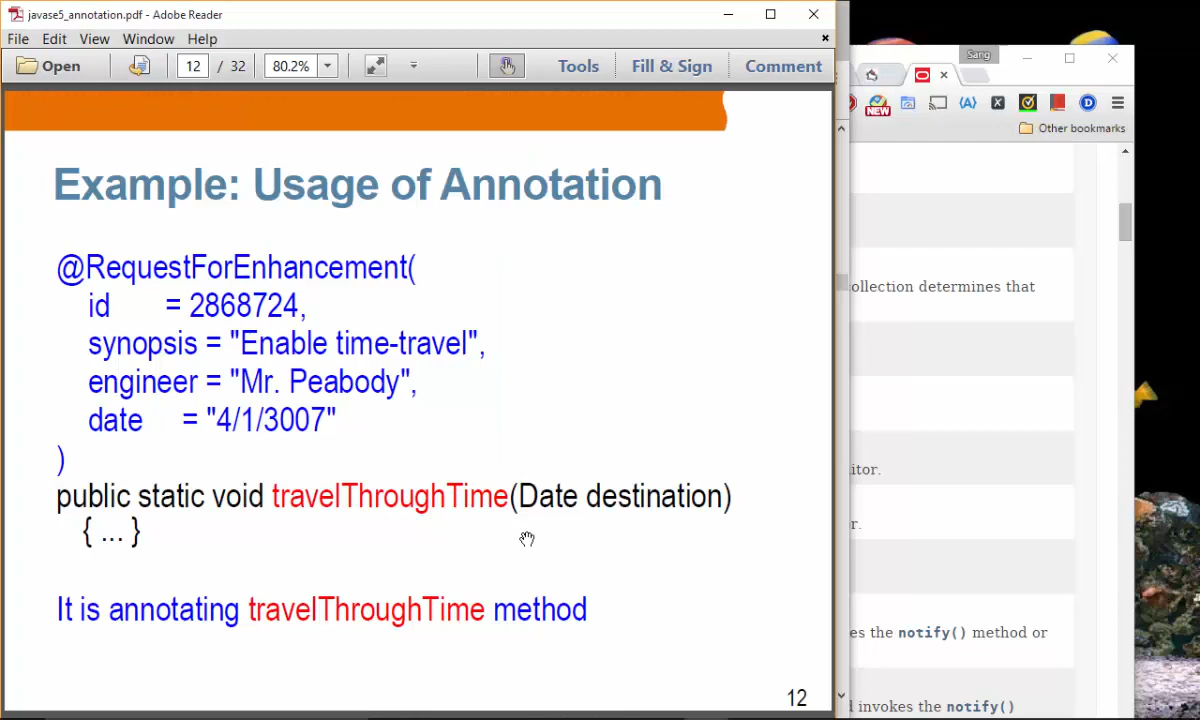 javase5_annotation.pdf - Adobe Reader
File Edit View Window Help
Open 12 / 32 80.2% Tools Fill & Sign Comment
Example: Usage of Annotation
@RequestForEnhancement(
id = 2868724,
synopsis = "Enable time-travel",
engineer = "Mr. Peabody",
date = "4/1/3007"
)
public static void travelThroughTime(Date destination)
{ ... }
It is annotating travelThroughTime method
12
Sang
NEW
Other bookmarks
ollection determines that
itor.
r.
es the notify() method or
invokes the notify()